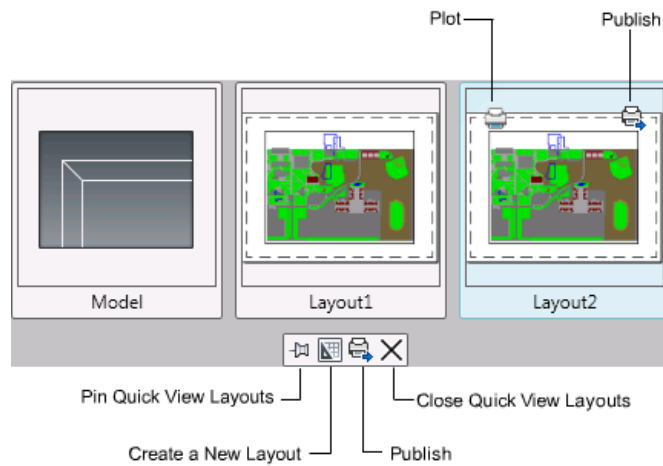 Plot
Publish
Model
Layout1
Layout2
Pin Quick View Layouts
Close Quick View Layouts
Create a New Layout
Publish